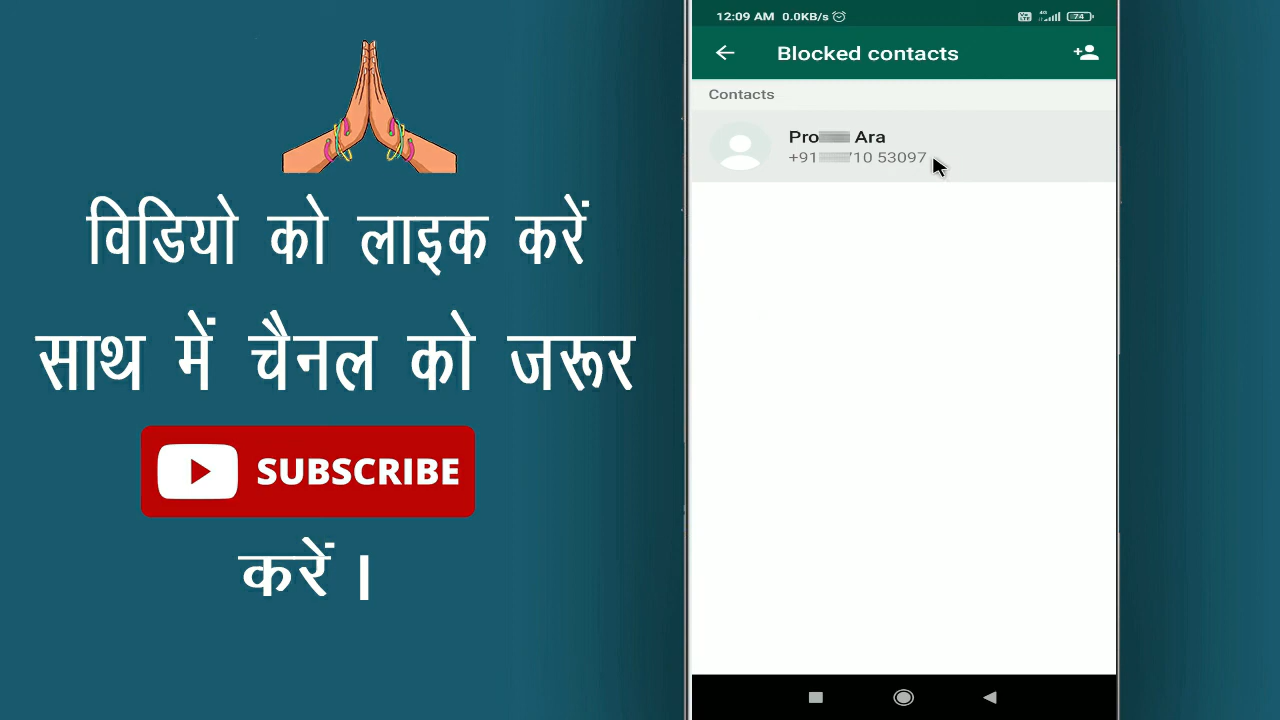 विडियो को लाइक करें
साथ में चैनल को जरूर
SUBSCRIBE
करें ।
12:09 AM 0.0KB/s
4G
74
Blocked contacts
Contacts
Pro Ara
+91 10 53097